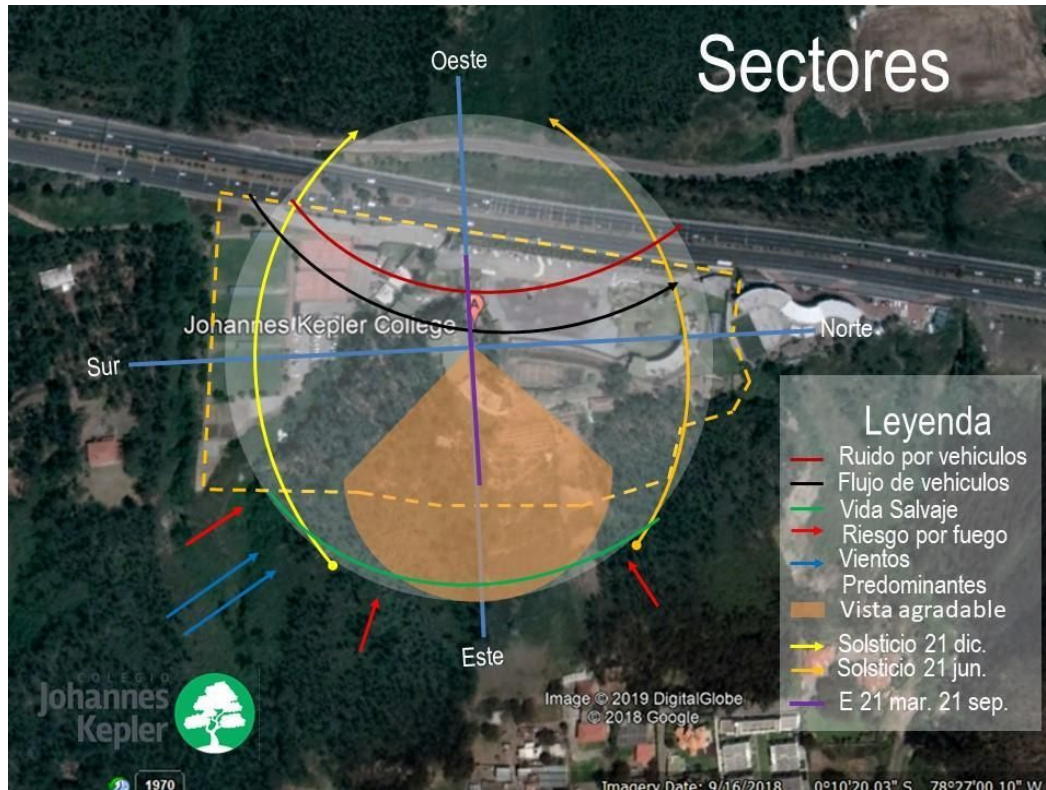 Sectores
Oeste
Johannes Kepler College
A
Norte
Sur
Este
Leyenda
Ruido por vehiculos
Flujo de vehiculos
Vida Salvaje
Riesgo por fuego
Vientos
Predominantes
Vista agradable
Solsticio 21 dic.
Solsticio 21 jun.
E 21 mar. 21 sep.
COLEGIO
Johannes
Kepler
Image © 2019 DigitalGlobe
© 2018 Google
1970
Imagery Date: 9/16/2018 0°10'20.03" S 78°27'00.10" W